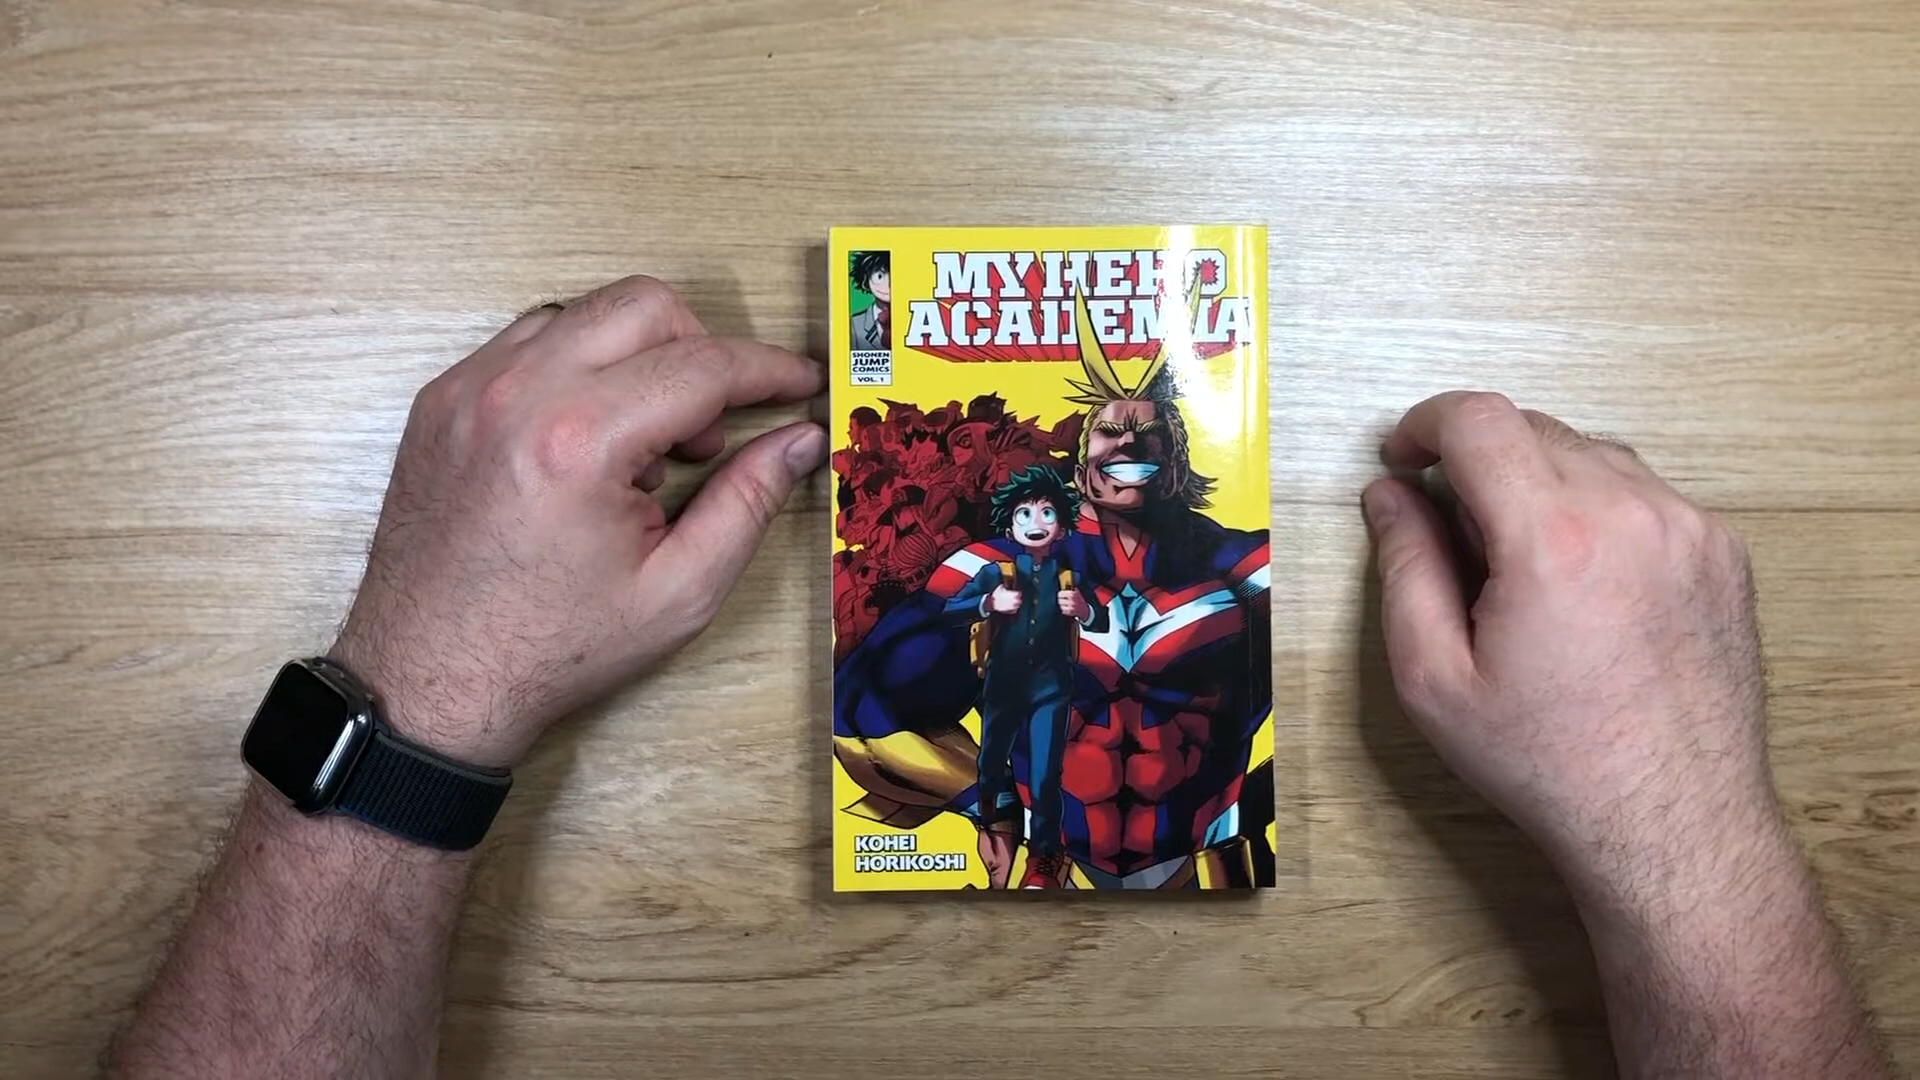 MY HERO
ACADEMIA
SHONEN
JUMP
COMICS
VOL. 1
KOHEI
HORIKOSHI